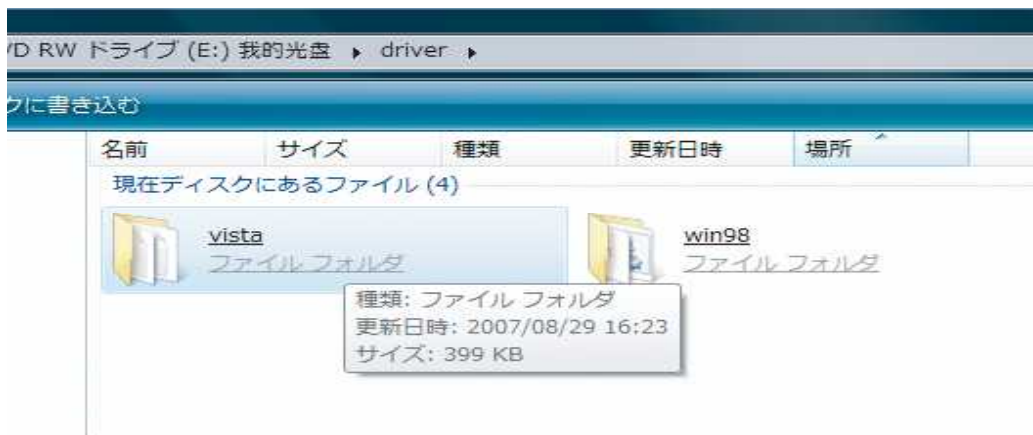 /D RW ドライブ (E:) 我的光盘 ▸ driver ▸
クに書き込む
名前 サイズ 種類 更新日時 場所
現在ディスクにあるファイル (4)
vista win98
ファイル フォルダ ファイル フォルダ
種類: ファイル フォルダ
更新日時: 2007/08/29 16:23
サイズ: 399 KB